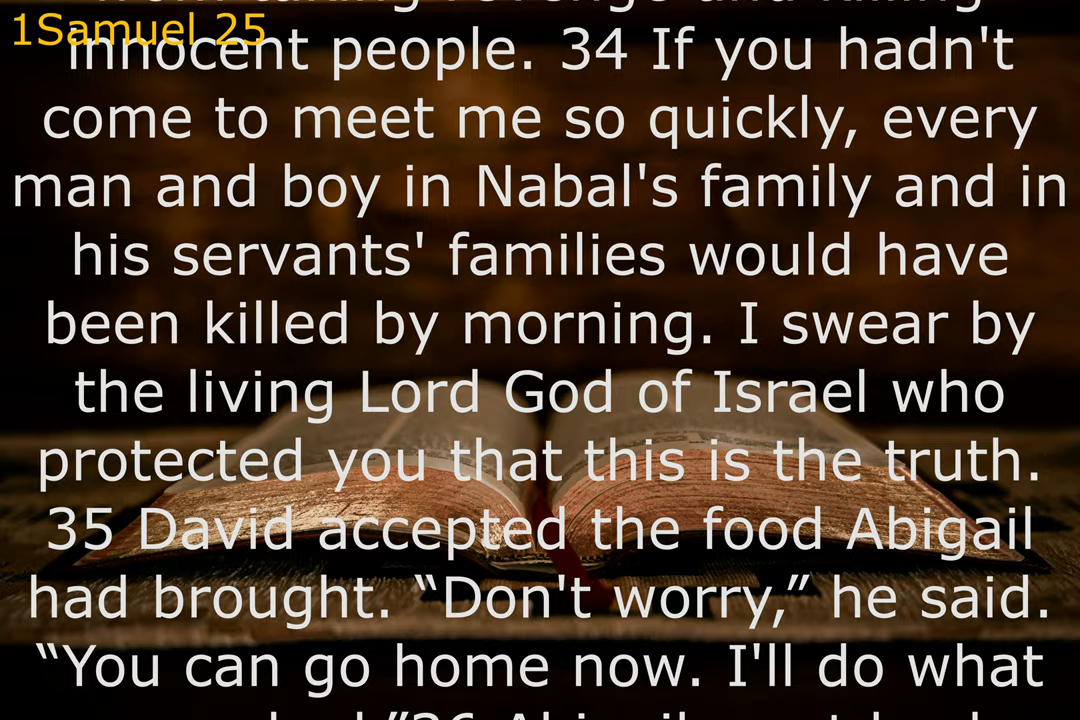 1Samuel 25
innocent people. 34 If you hadn't
come to meet me so quickly, every
man and boy in Nabal's family and in
his servants' families would have
been killed by morning. I swear by
the living Lord God of Israel who
protected you that this is the truth.
35 David accepted the food Abigail
had brought. “Don't worry,” he said.
“You can go home now. I'll do what